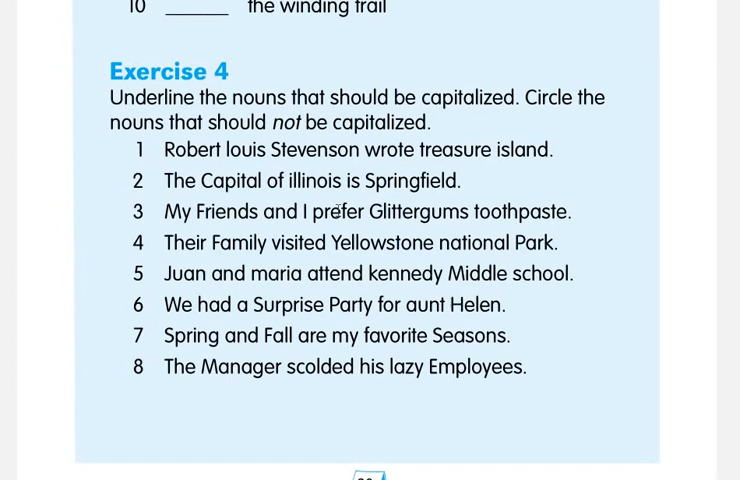 10 ______ the winding trail
Exercise 4
Underline the nouns that should be capitalized. Circle the
nouns that should not be capitalized.
1 Robert louis Stevenson wrote treasure island.
2 The Capital of illinois is Springfield.
3 My Friends and I prefer Glittergums toothpaste.
4 Their Family visited Yellowstone national Park.
5 Juan and maria attend kennedy Middle school.
6 We had a Surprise Party for aunt Helen.
7 Spring and Fall are my favorite Seasons.
8 The Manager scolded his lazy Employees.